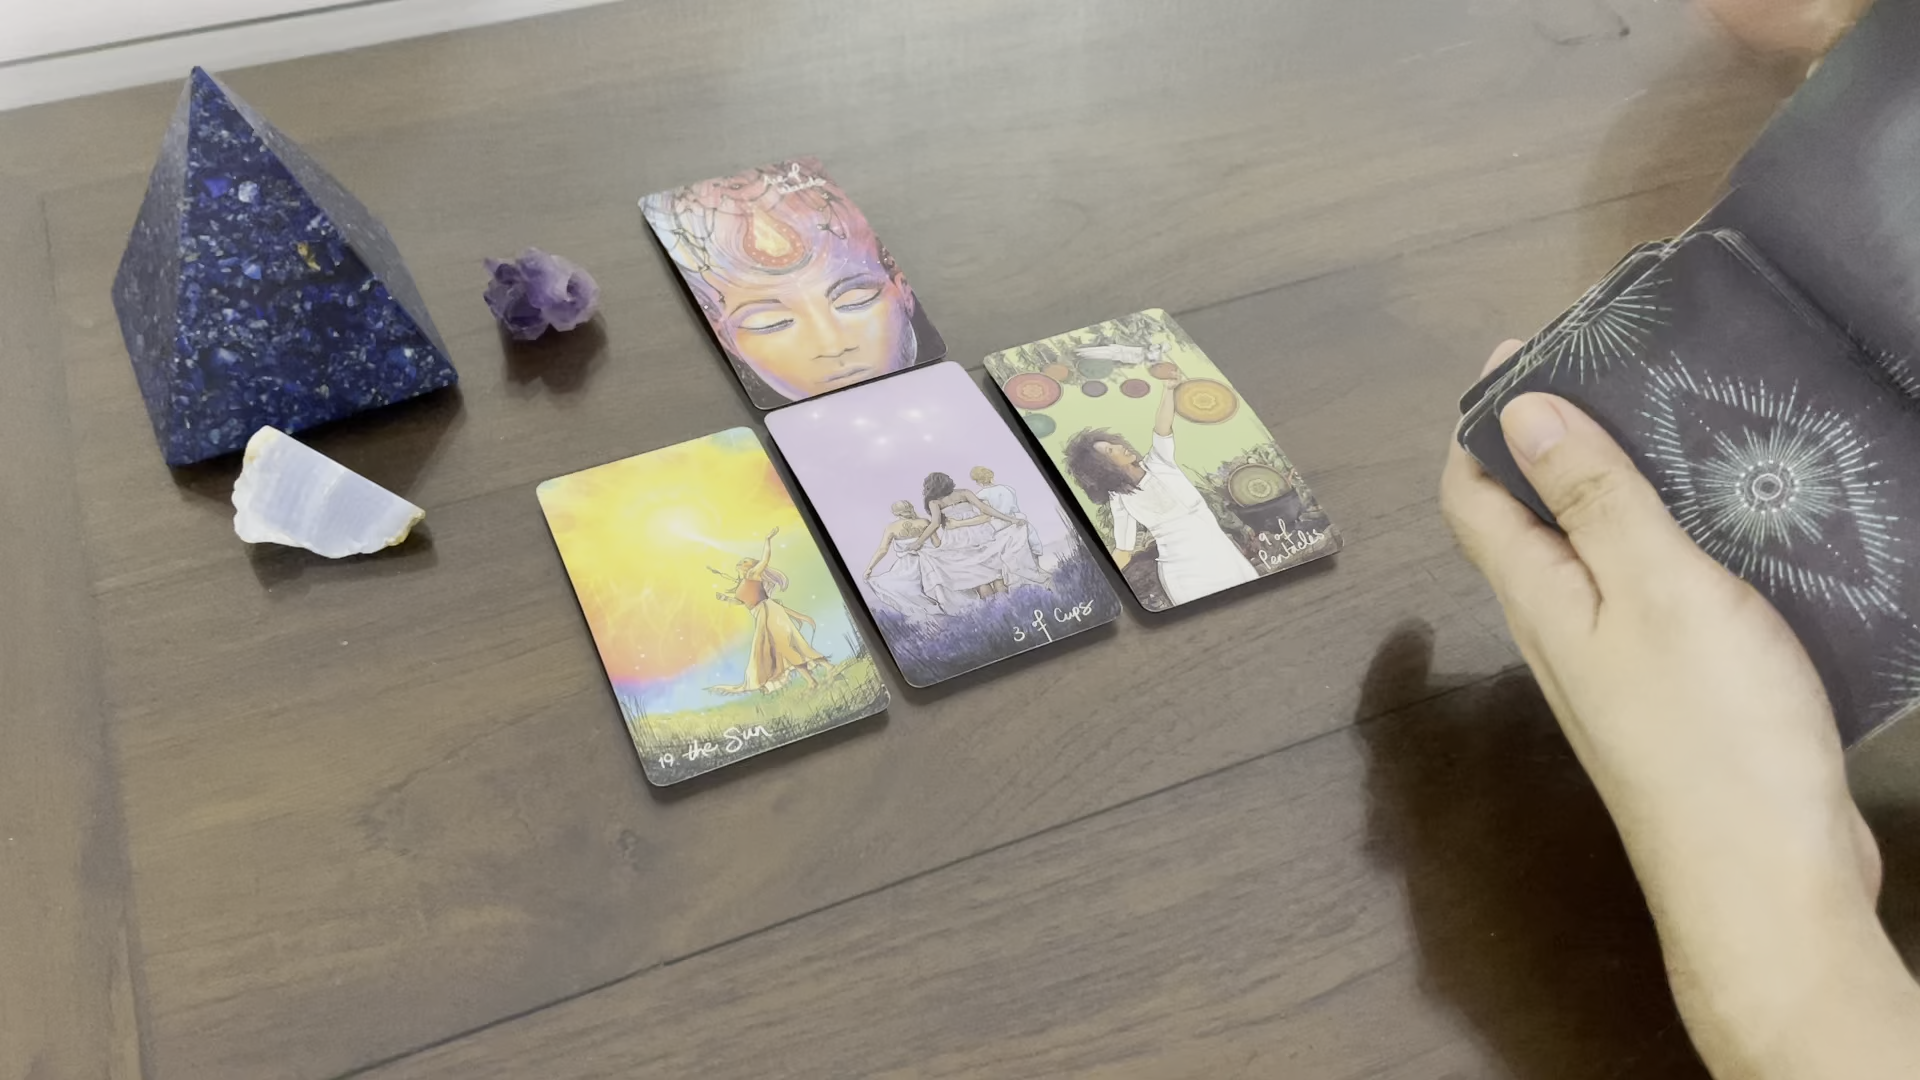 19 the Sun
3 of Cups
9 of
Pentacles